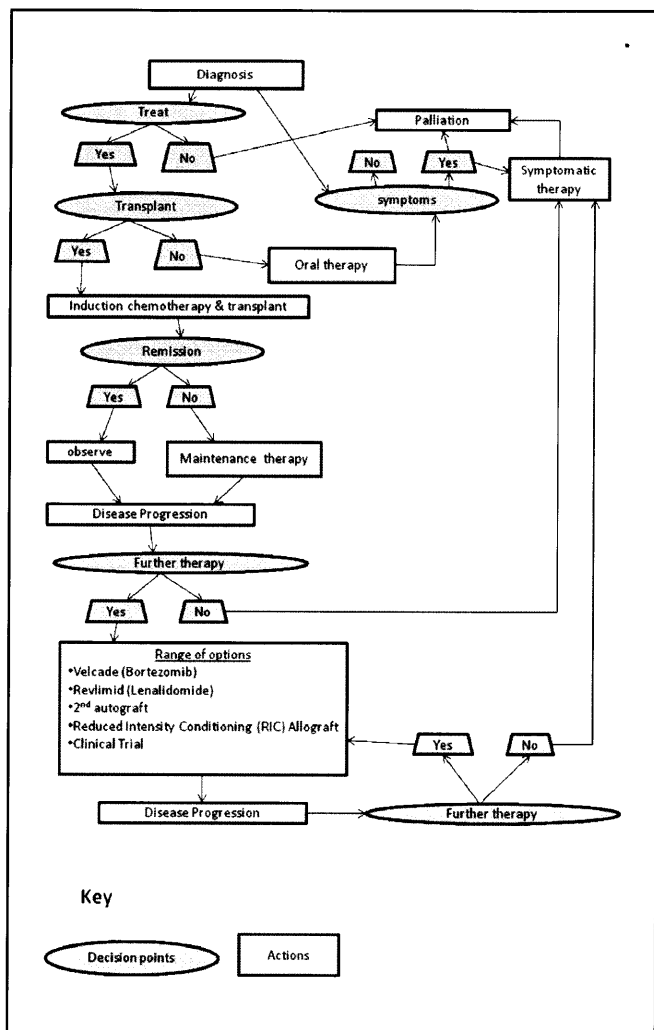 Diagnosis
Treat
Palliation
Yes
No
No
Yes
Symptomatic
therapy
Transplant
symptoms
Yes
No
Oral therapy
Induction chemotherapy & transplant
Remission
Yes
No
observe
Maintenance therapy
Disease Progression
Further therapy
Yes
No
Range of options
•Velcade (Bortezomib)
•Revlimid (Lenalidomide)
•2nd autograft
•Reduced Intensity Conditioning (RIC) Allograft
•Clinical Trial
Yes
No
Disease Progression
Further therapy
Key
Decision points
Actions